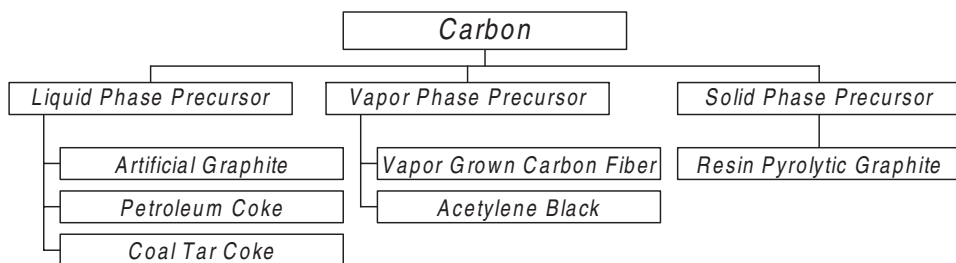 Carbon
Liquid Phase Precursor
Vapor Phase Precursor
Solid Phase Precursor
Artificial Graphite
Vapor Grown Carbon Fiber
Resin Pyrolytic Graphite
Petroleum Coke
Acetylene Black
Coal Tar Coke